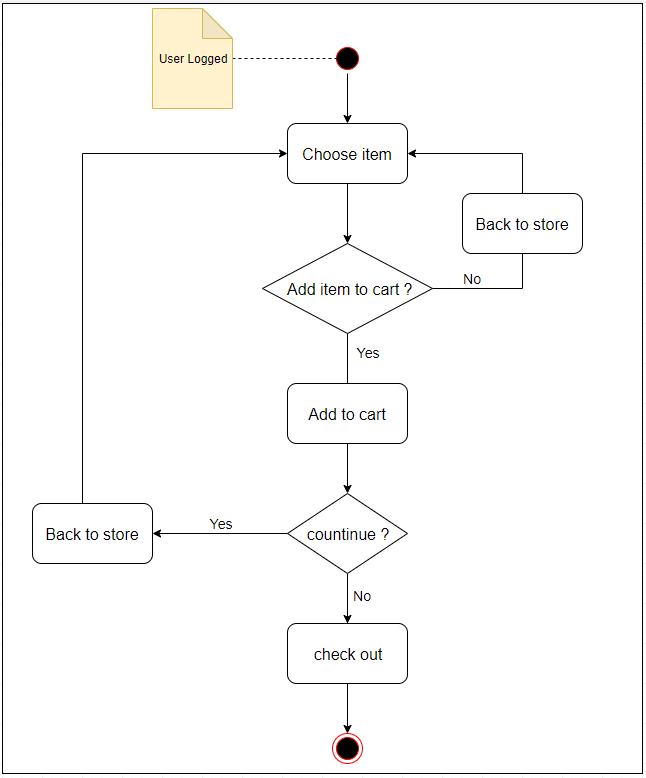 User Logged
Choose item
Back to store
Add item to cart ?
No
Yes
Add to cart
Yes
Back to store
countinue ?
No
check out